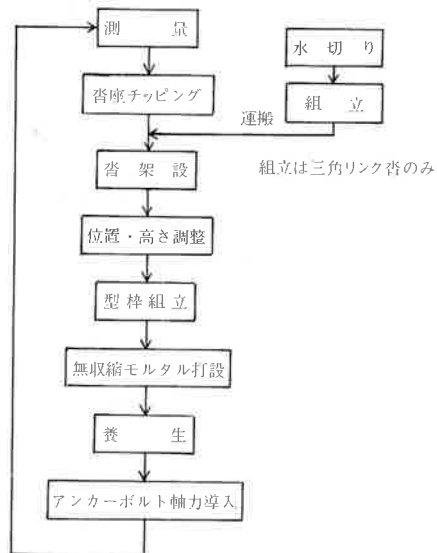 測量
水切り
沓座チッピング
組立
運搬
沓架設
組立は三角リンク沓のみ
位置・高さ調整
型枠組立
無収縮モルタル打設
養生
アンカーボルト軸力導入